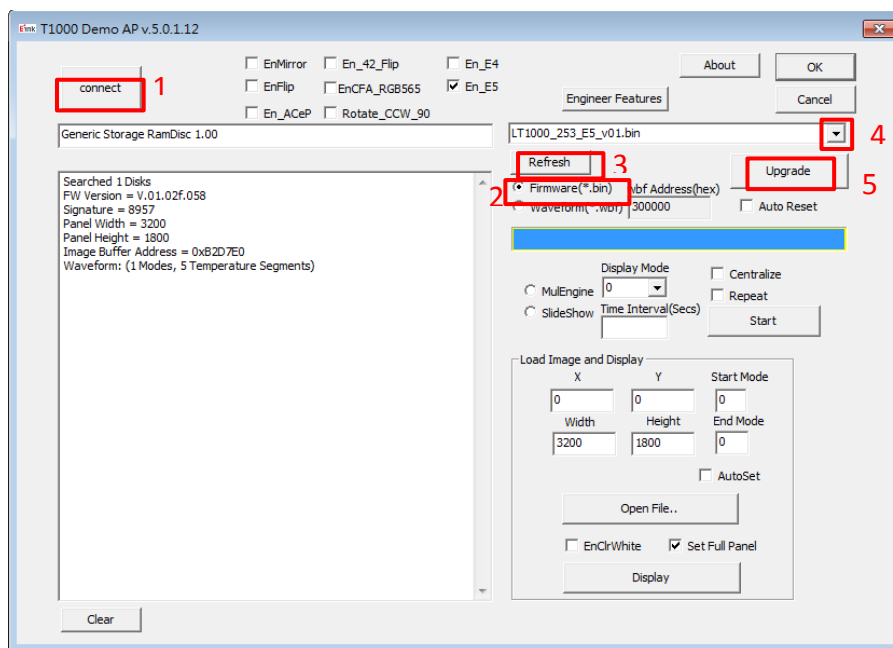 Eink T1000 Demo AP v.5.0.1.12
connect
1
EnMirror
En_42_Flip
En_E4
EnFlip
EnCFA_RGB565
En_E5
En_ACeP
Rotate_CCW_90
About
OK
Engineer Features
Cancel
Generic Storage RamDisc 1.00
LT1000_253_E5_v01.bin
4
Refresh
3
Upgrade
5
2
Firmware(*.bin)
wbf Address(hex)
Waveform(*.wbf)
300000
Auto Reset
Searched 1 Disks
FW Version = V.01.02f.058
Signature = 8957
Panel Width = 3200
Panel Height = 1800
Image Buffer Address = 0xB2D7E0
Waveform: (1 Modes, 5 Temperature Segments)
Display Mode
Centralize
MulEngine
0
Repeat
SlideShow
Time Interval(Secs)
Start
Load Image and Display
X
Y
Start Mode
0
0
0
Width
Height
End Mode
3200
1800
0
AutoSet
Open File..
EnClrWhite
Set Full Panel
Display
Clear